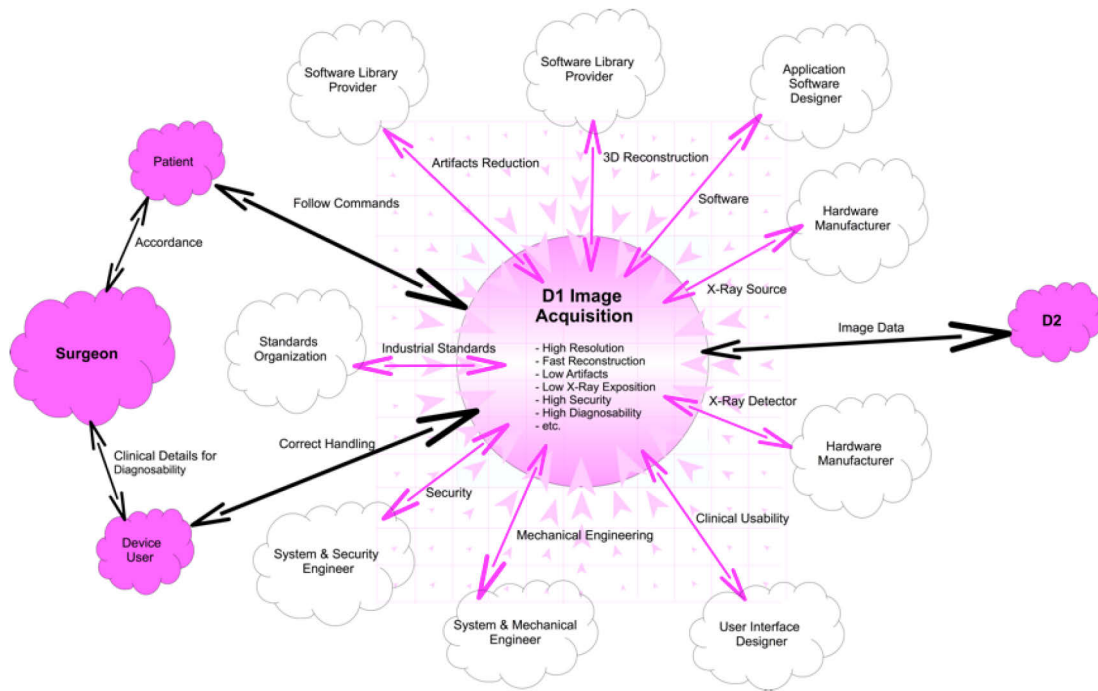 Software Library
Provider
Software Library
Provider
Application
Software
Designer
Patient
Artifacts Reduction
3D Reconstruction
Software
Follow Commands
Hardware
Manufacturer
Accordance
X-Ray Source
D1 Image
Acquisition
- High Resolution
- Fast Reconstruction
- Low Artifacts
- Low X-Ray Exposition
- High Security
- High Diagnosability
- etc.
Image Data
D2
Surgeon
Standards
Organization
Industrial Standards
X-Ray Detector
Hardware
Manufacturer
Clinical Details for
Diagnosability
Correct Handling
Security
Clinical Usability
Mechanical Engineering
Device
User
System & Security
Engineer
System & Mechanical
Engineer
User Interface
Designer